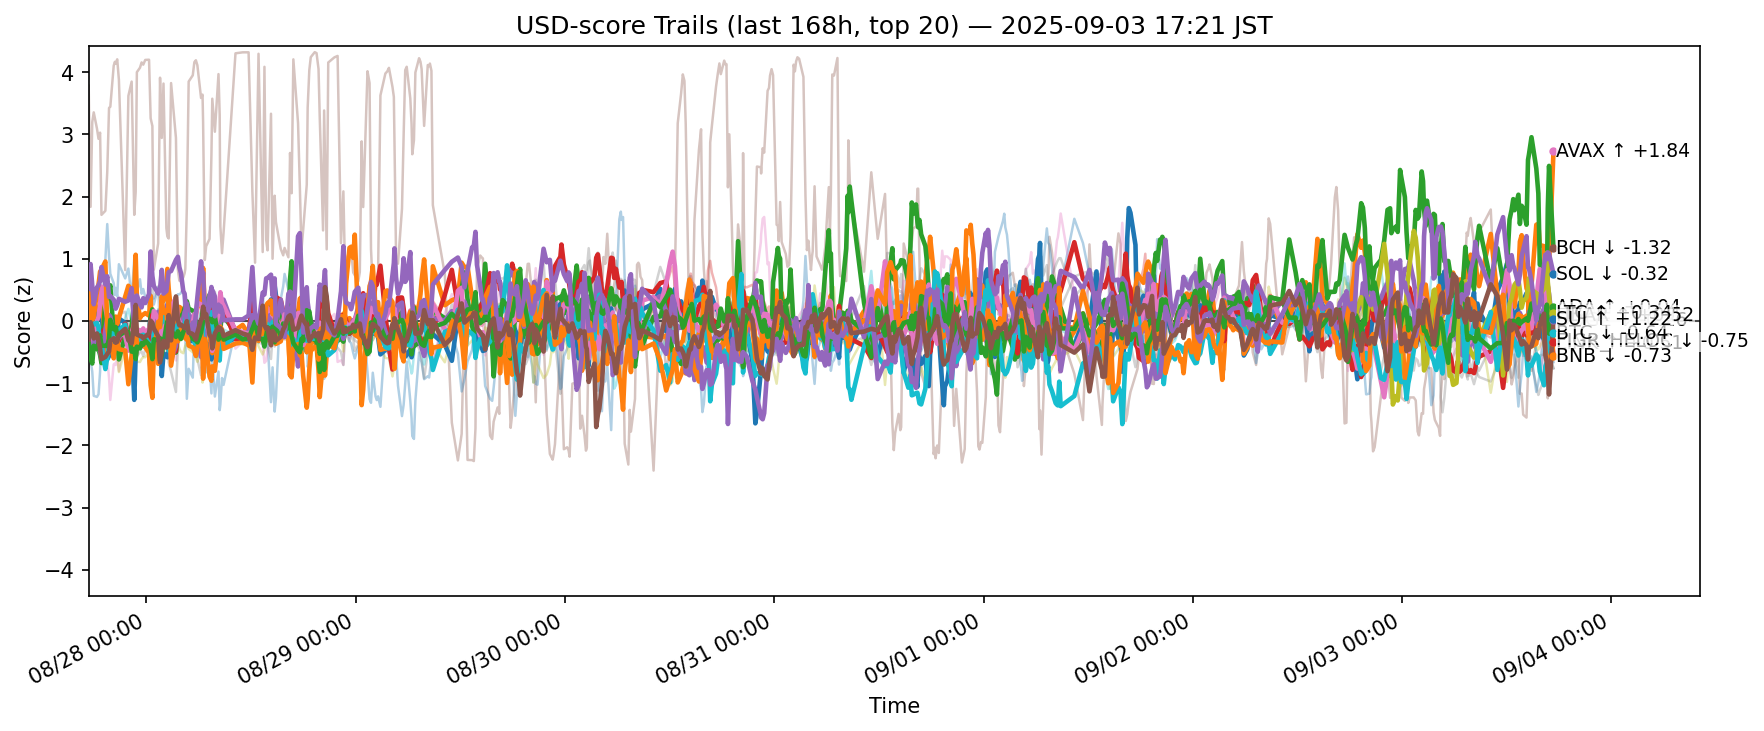 USD-score Trails (last 168h, top 20) — 2025-09-03 17:21 JST
Score (z)
4
3
2
1
0
−1
−2
−3
−4
AVAX ↑ +1.84
BCH ↓ -1.32
SOL ↓ -0.32
SUI ↑ +1.22
BTC ↓ -0.64
↓ -0.75
BNB ↓ -0.73
08/28 00:00
08/29 00:00
08/30 00:00
08/31 00:00
09/01 00:00
09/02 00:00
09/03 00:00
09/04 00:00
Time